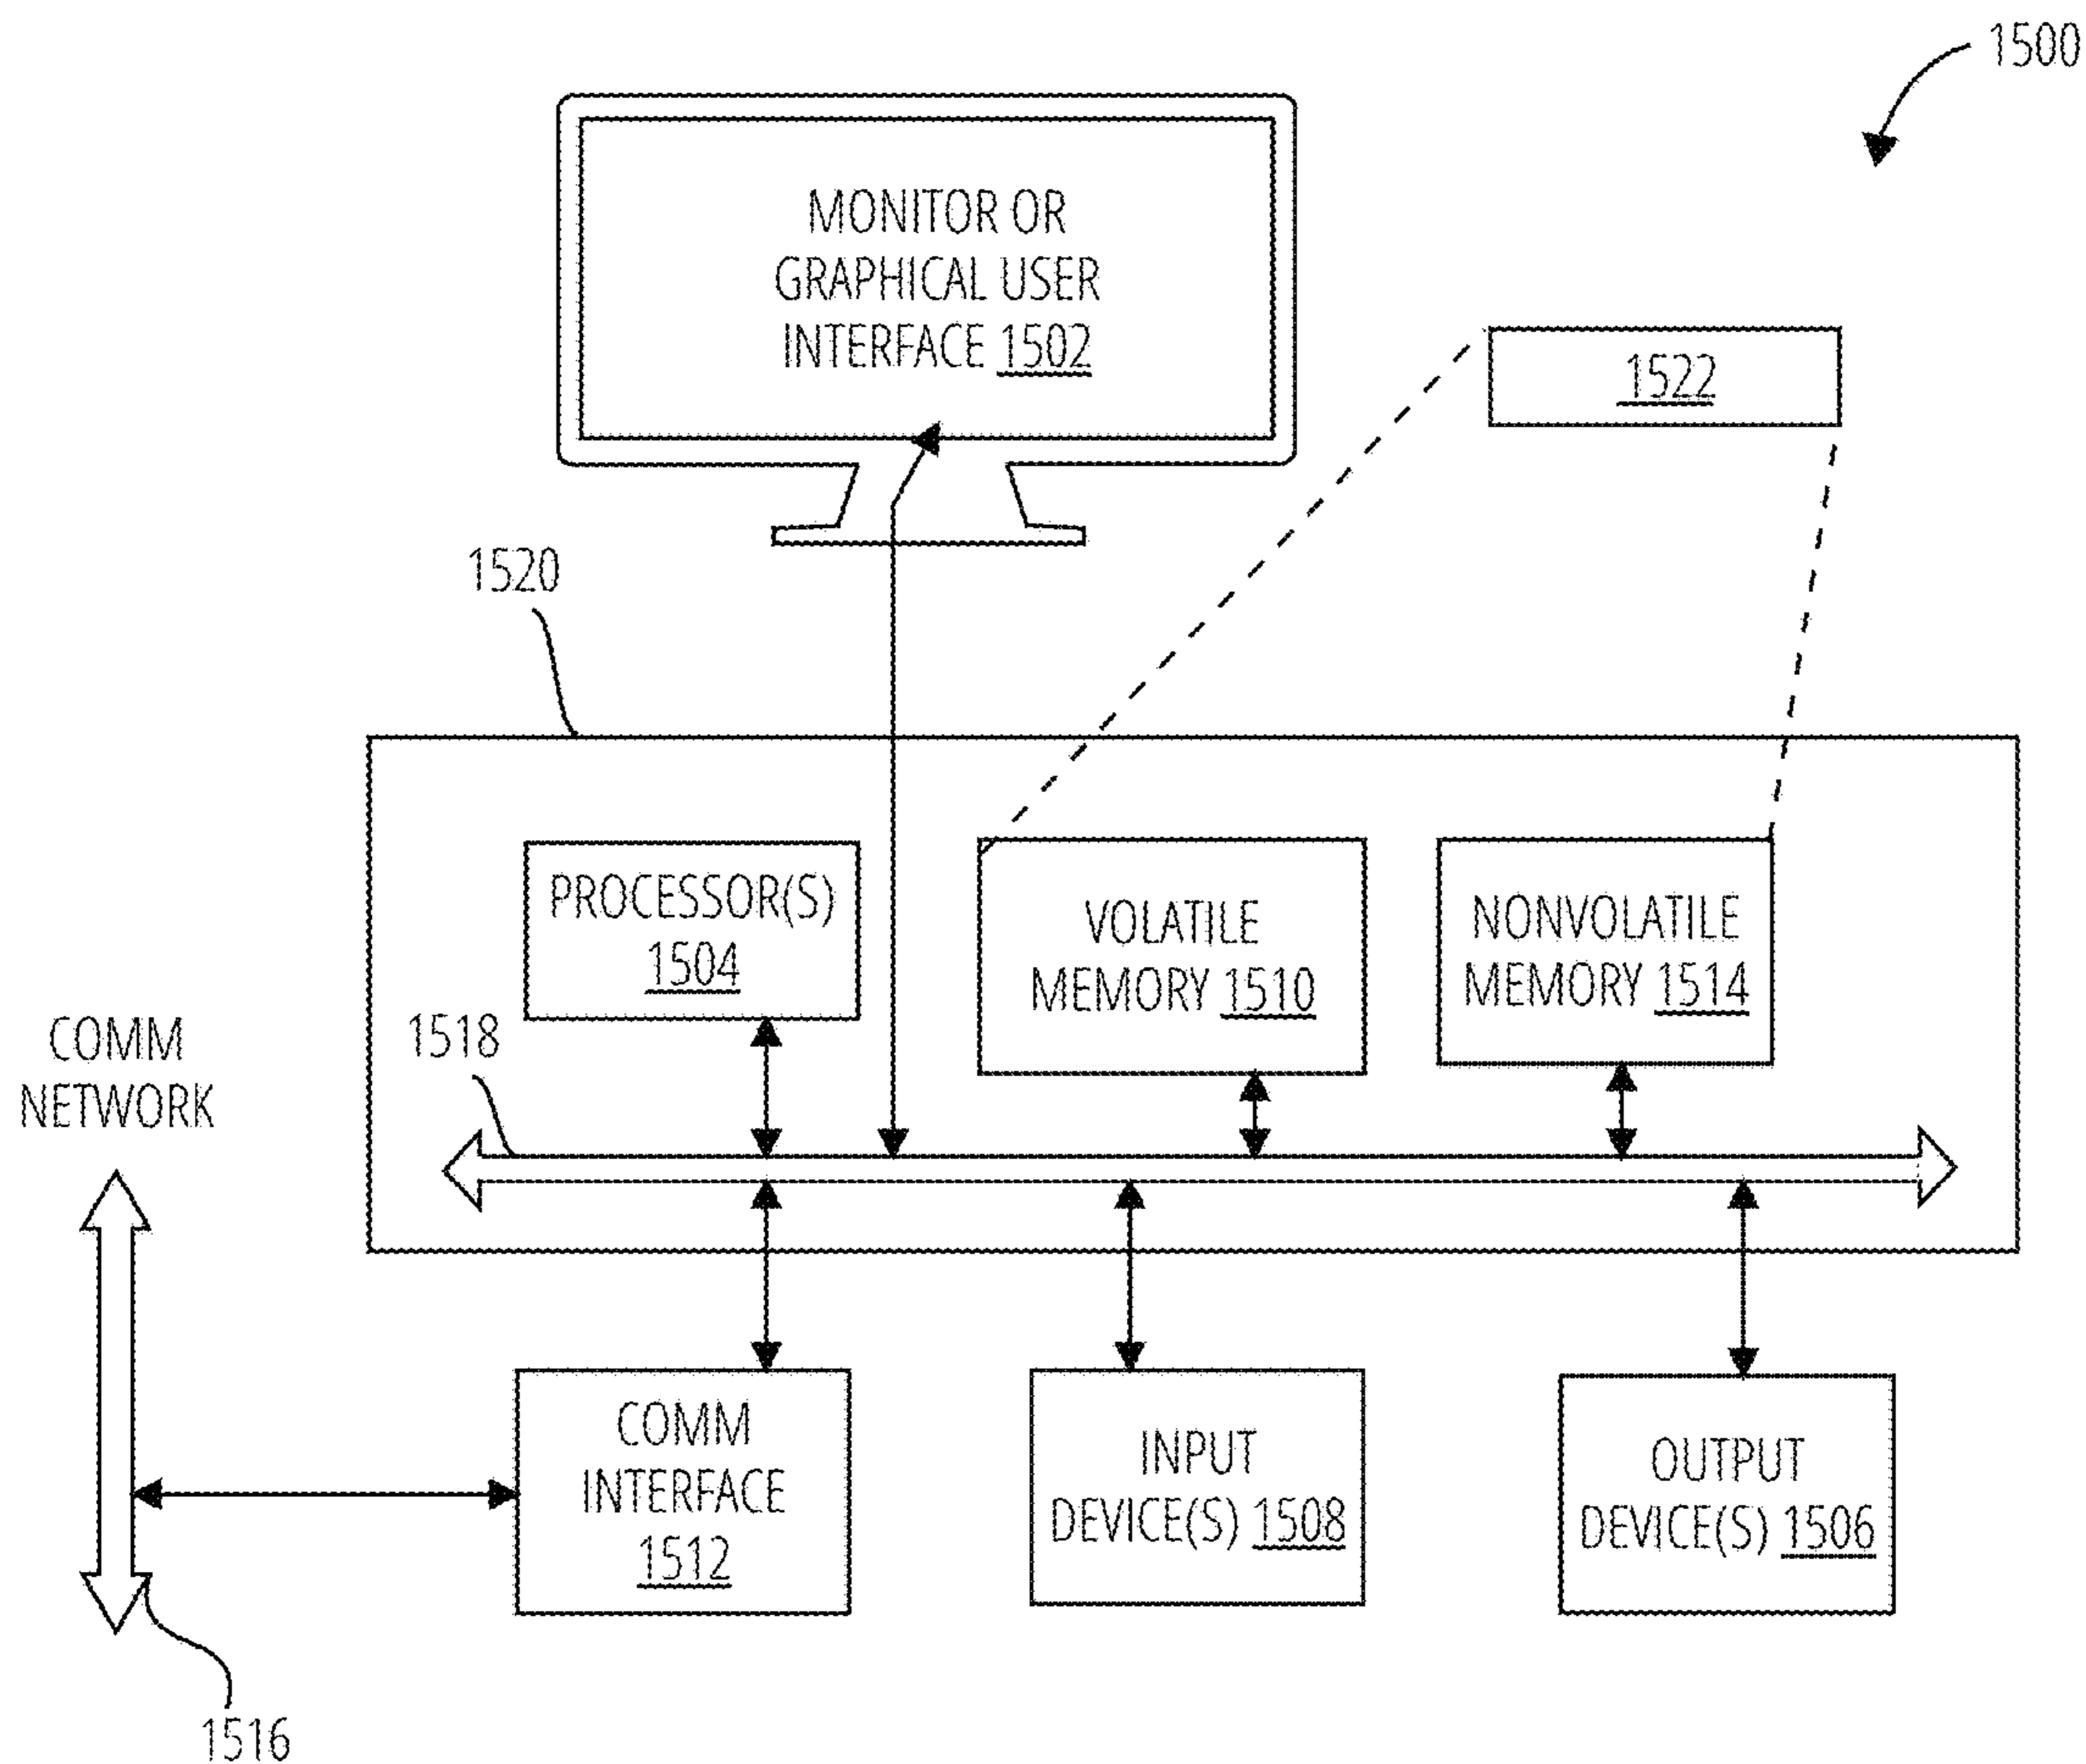 1500
MONITOR OR
GRAPHICAL USER
INTERFACE 1502
1522
1520
PROCESSOR(S)
1504
VOLATILE
MEMORY 1510
NONVOLATILE
MEMORY 1514
1518
COMM
NETWORK
COMM
INTERFACE
1512
INPUT
DEVICE(S) 1508
OUTPUT
DEVICE(S) 1506
1516